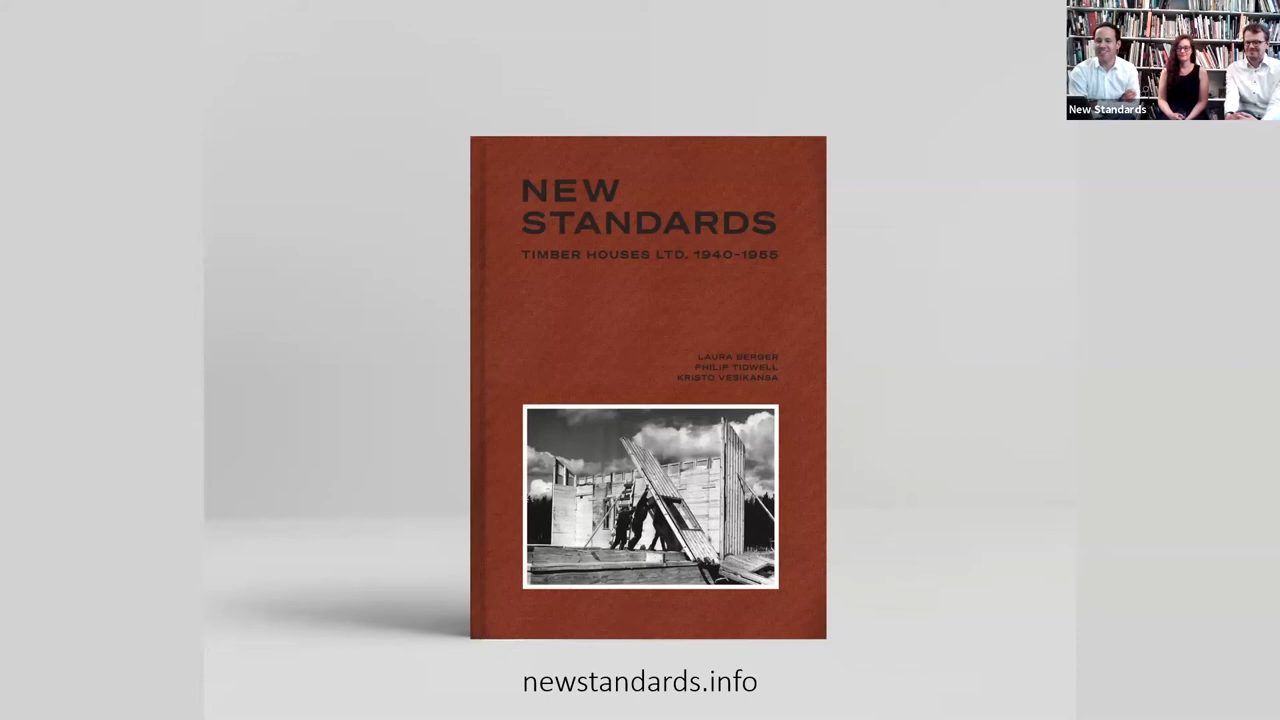 New Standards
NEW
STANDARDS
TIMBER HOUSES LTD, 1940-1955
LAURA BERGER
PHILIP TIDWELL
KRISTO VESIKANSA
newstandards.info